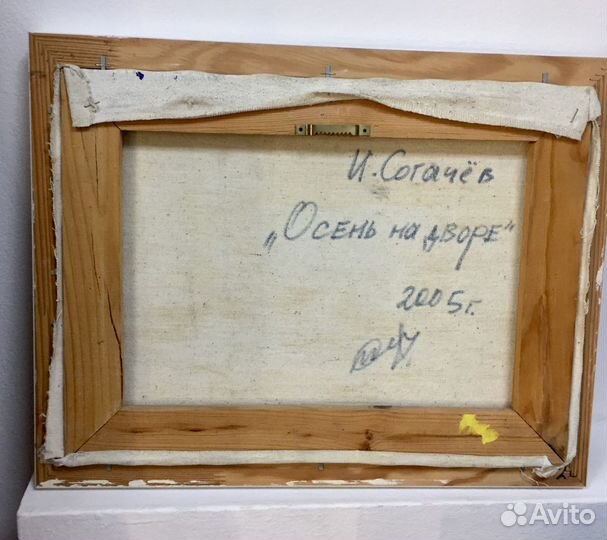 И. Согачёв
„Осень на дворе“
2005г.
Avito